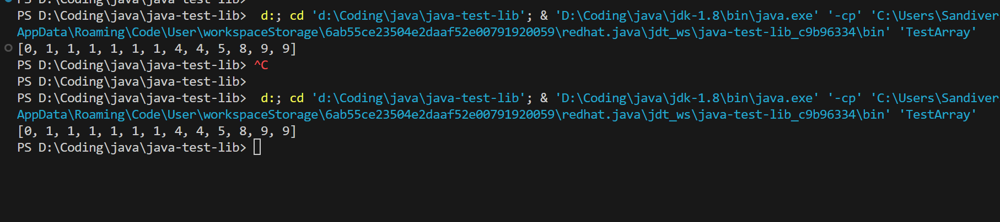 PS D:\Coding\java\java-test-lib>
PS D:\Coding\java\java-test-lib>  d:; cd 'd:\Coding\java\java-test-lib'; & 'D:\Coding\java\jdk-1.8\bin\java.exe' '-cp' 'C:\Users\Sandiver
AppData\Roaming\Code\User\workspaceStorage\6ab55ce23504e2daaf52e00791920059\redhat.java\jdt_ws\java-test-lib_c9b96334\bin' 'TestArray'
[0, 1, 1, 1, 1, 1, 1, 4, 4, 5, 8, 9, 9]
PS D:\Coding\java\java-test-lib> ^C
PS D:\Coding\java\java-test-lib>
PS D:\Coding\java\java-test-lib>  d:; cd 'd:\Coding\java\java-test-lib'; & 'D:\Coding\java\jdk-1.8\bin\java.exe' '-cp' 'C:\Users\Sandiver
AppData\Roaming\Code\User\workspaceStorage\6ab55ce23504e2daaf52e00791920059\redhat.java\jdt_ws\java-test-lib_c9b96334\bin' 'TestArray'
[0, 1, 1, 1, 1, 1, 1, 4, 4, 5, 8, 9, 9]
PS D:\Coding\java\java-test-lib>